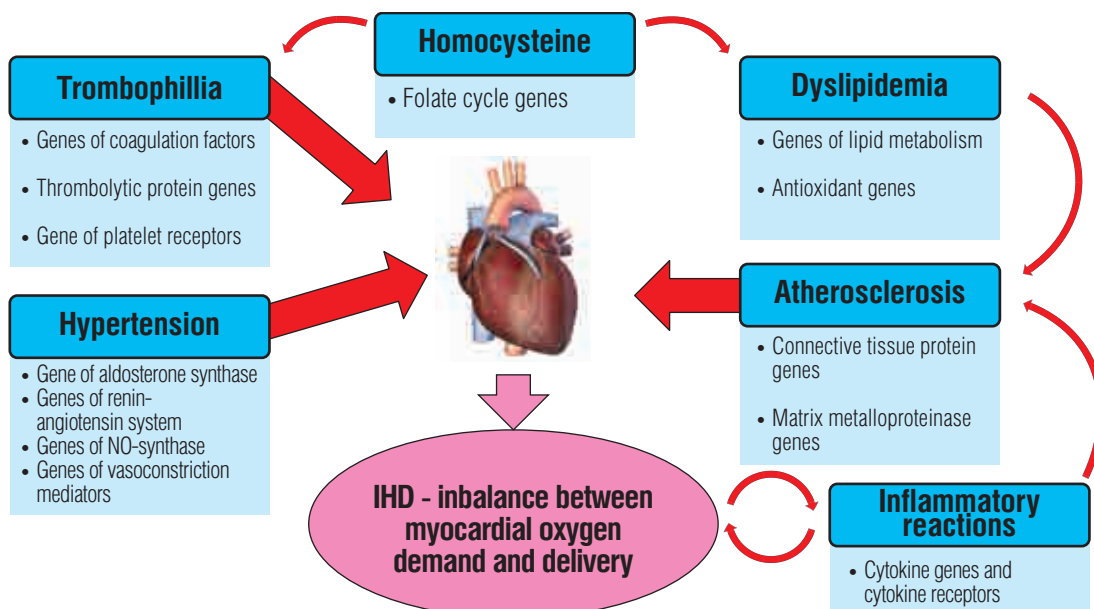 Homocysteine
• Folate cycle genes
Trombophillia
• Genes of coagulation factors
• Thrombolytic protein genes
• Gene of platelet receptors
Dyslipidemia
• Genes of lipid metabolism
• Antioxidant genes
Hypertension
• Gene of aldosterone synthase
• Genes of renin-
angiotensin system
• Genes of NO-synthase
• Genes of vasoconstriction
mediators
Atherosclerosis
• Connective tissue protein
genes
• Matrix metalloproteinase
genes
IHD - inbalance between
myocardial oxygen
demand and delivery
Inflammatory
reactions
• Cytokine genes and
cytokine receptors